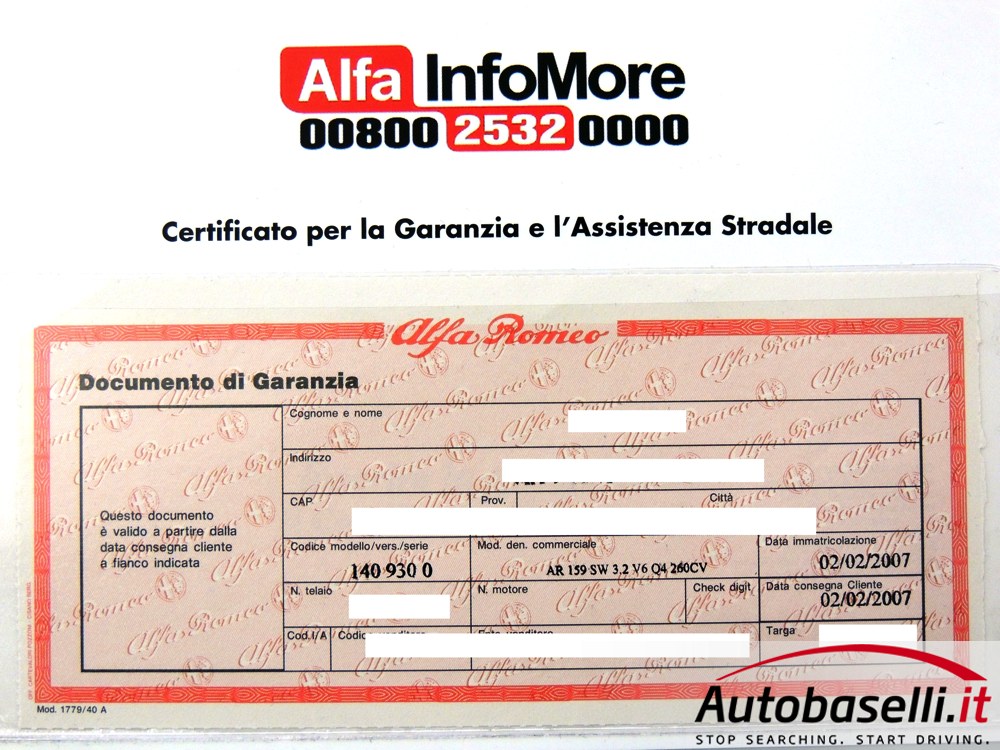 Alfa InfoMore
00800 2532 0000
Certificato per la Garanzia e l'Assistenza Stradale
Alfa Romeo
Documento di Garanzia
Questo documento
è valido a partire dalla
data consegna cliente
a fianco indicata
Cognome e nome
Indirizzo
CAP Prov. Città
Codice modello/vers./serie Mod. den. commerciale Data immatricolazione
140 930 0 AR 159 SW 3,2 V6 Q4 260CV 02/02/2007
N. telaio N. motore Check digit Data consegna Cliente
02/02/2007
Cod.I/A Targa
Mod. 1779/40 A
Autobaselli.it
STOP SEARCHING. START DRIVING.